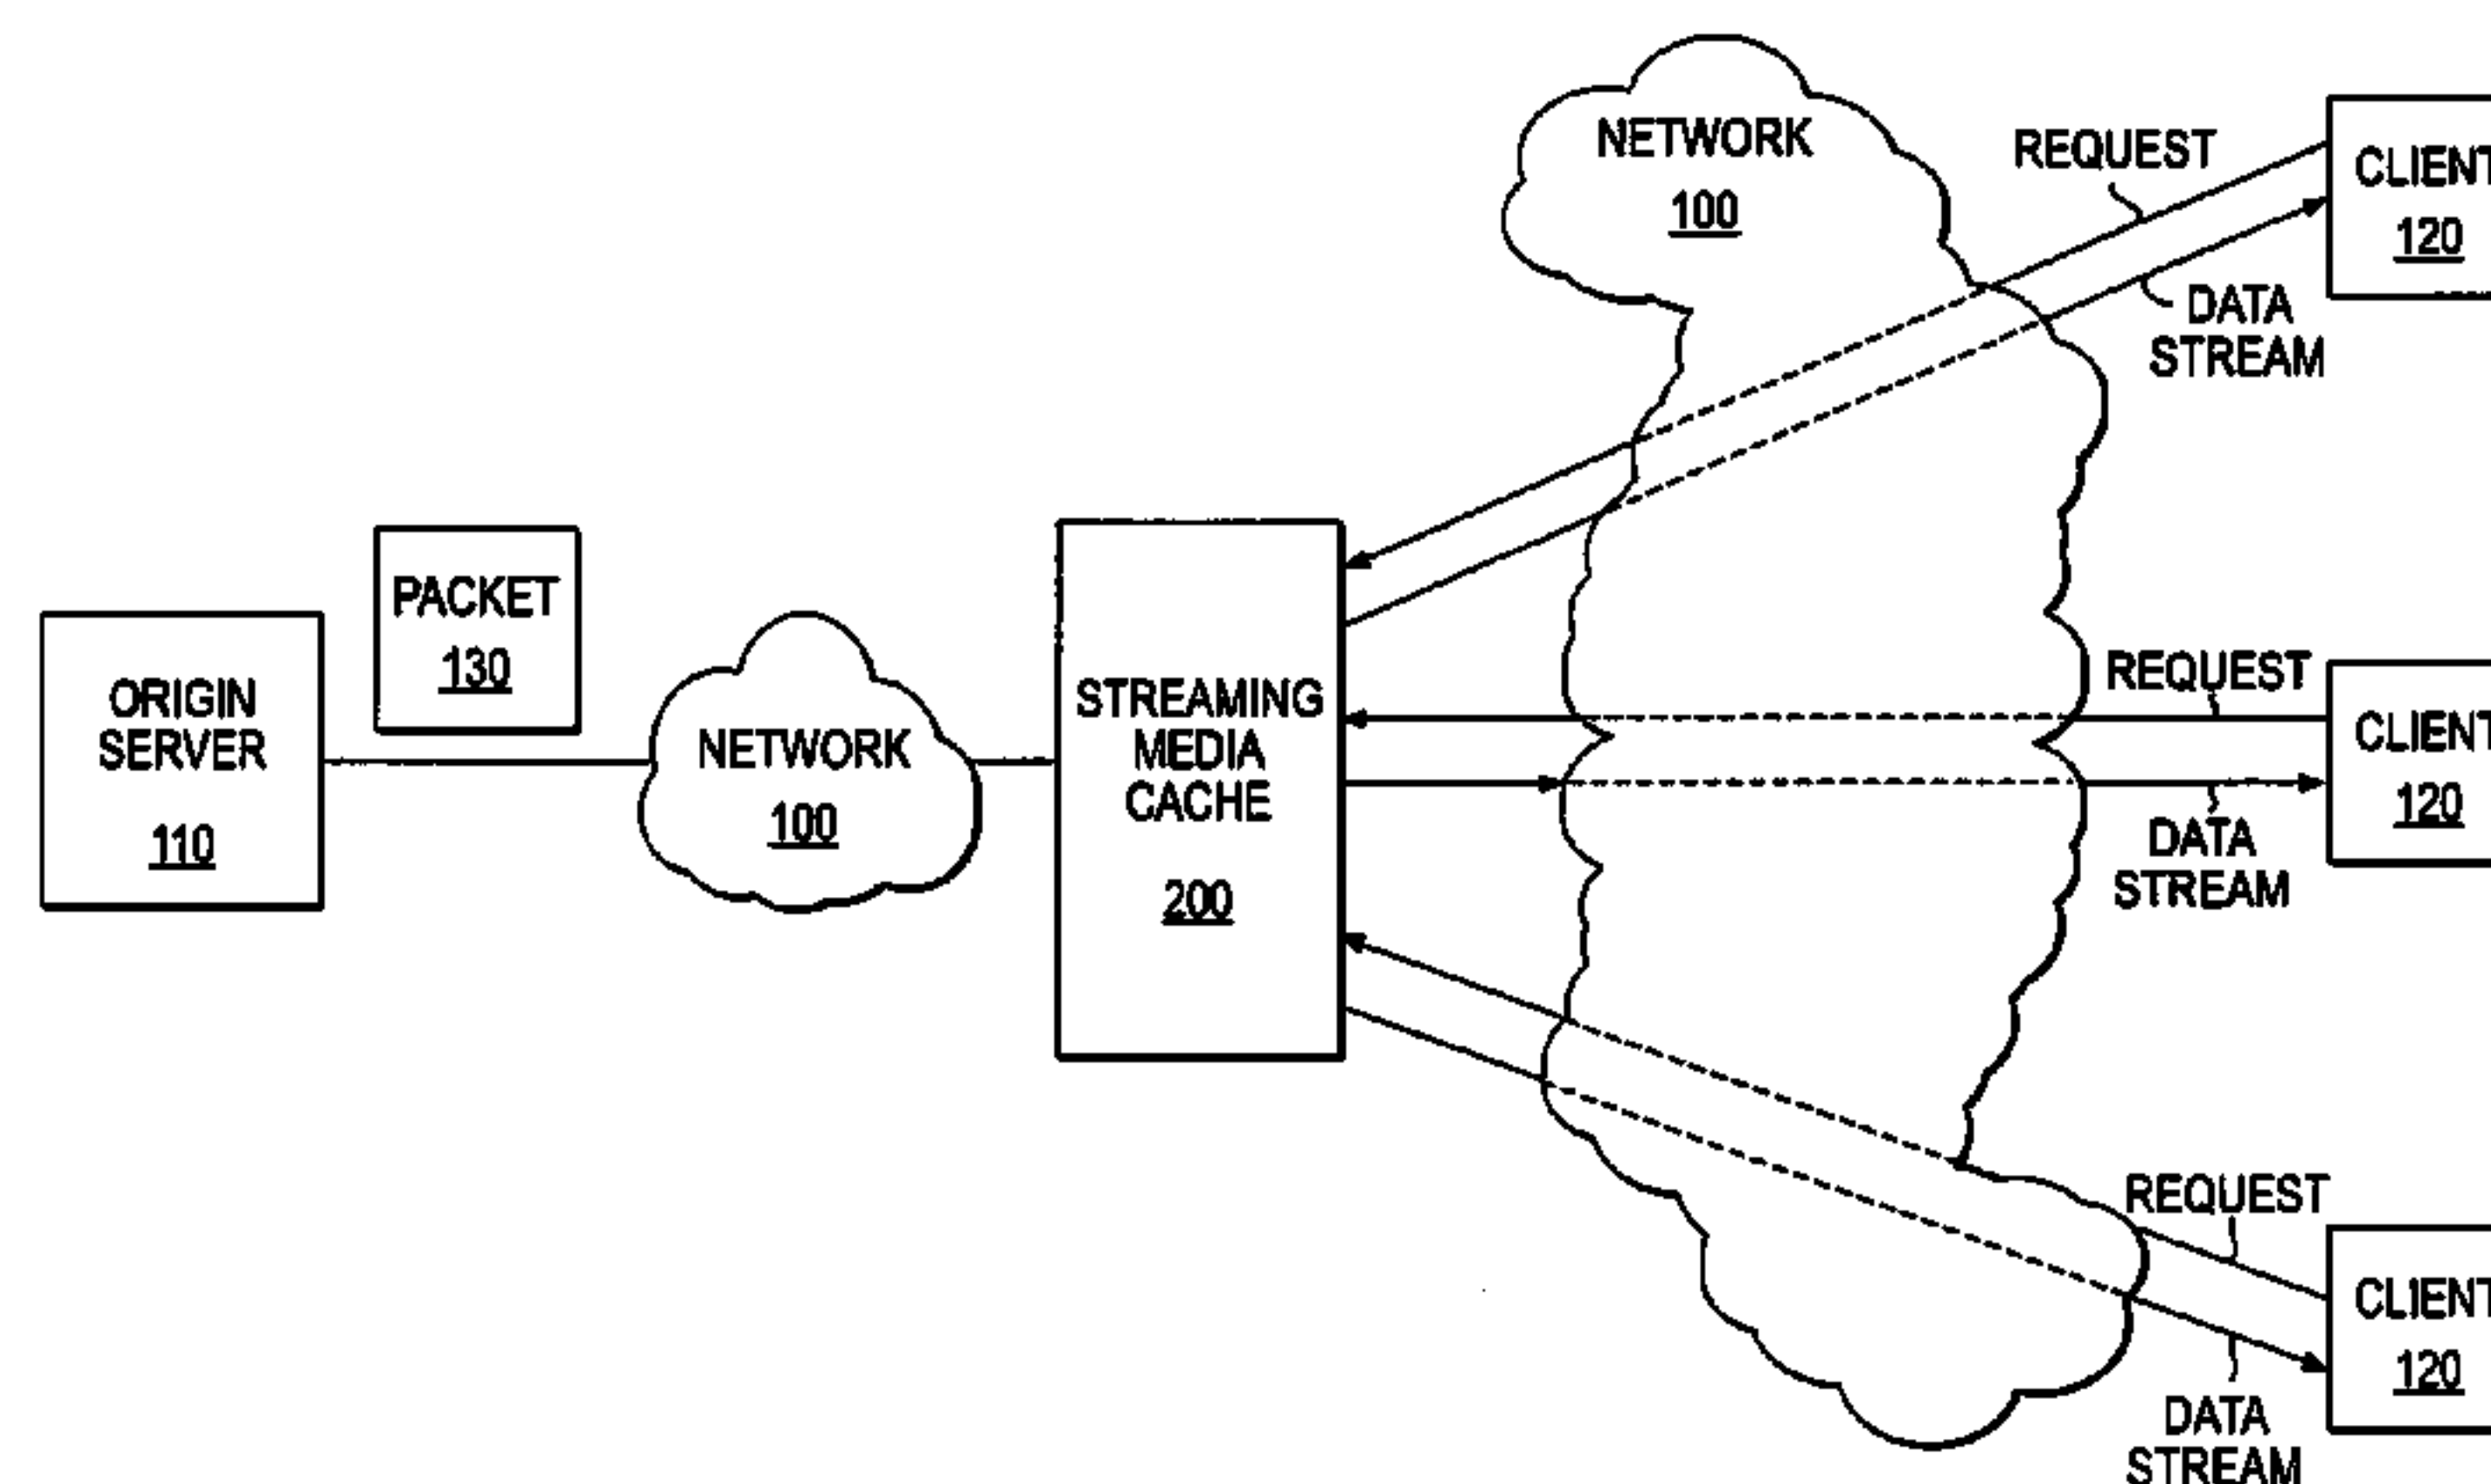 NETWORK
100
REQUEST
CLIENT
120
DATA
STREAM
PACKET
130
ORIGIN
SERVER
110
NETWORK
100
STREAMING
MEDIA
CACHE
200
REQUEST
CLIENT
120
DATA
STREAM
REQUEST
CLIENT
120
DATA
STREAM